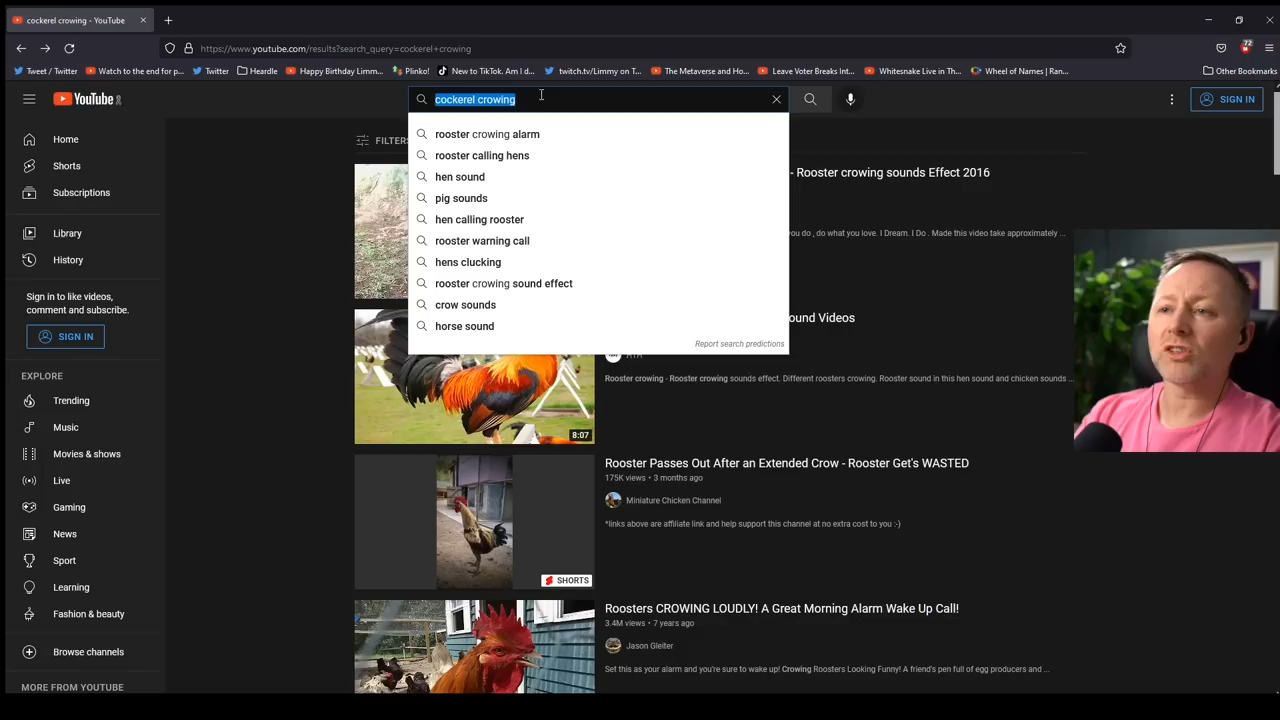 cockerel crowing - YouTube
https://www.youtube.com/results?search_query=cockerel+crowing
72
Tweet / Twitter
Watch to the end for p...
Twitter
Heardle
Happy Birthday Limm...
Plinko!
New to TikTok. Am I d...
twitch.tv/Limmy on T...
The Metaverse and Ho...
Leave Voter Breaks Int...
Whitesnake Live in Th...
Wheel of Names | Ran...
Other Bookmarks
YouTube
cockerel crowing
SIGN IN
rooster crowing alarm
rooster calling hens
hen sound
pig sounds
hen calling rooster
rooster warning call
hens clucking
rooster crowing sound effect
crow sounds
horse sound
Report search predictions
Home
Shorts
Subscriptions
Library
History
Sign in to like videos,
comment and subscribe.
SIGN IN
EXPLORE
Trending
Music
Movies & shows
Live
Gaming
News
Sport
Learning
Fashion & beauty
Browse channels
MORE FROM YOUTUBE
FILTERS
- Rooster crowing sounds Effect 2016
you do , do what you love. I Dream. I Do . Made this video take approximately ...
ound Videos
Rooster crowing - Rooster crowing sounds effect. Different roosters crowing. Rooster sound in this hen sound and chicken sounds ...
8:07
Rooster Passes Out After an Extended Crow - Rooster Get's WASTED
175K views • 3 months ago
Miniature Chicken Channel
*links above are affiliate link and help support this channel at no extra cost to you :-)
SHORTS
Roosters CROWING LOUDLY! A Great Morning Alarm Wake Up Call!
3.4M views • 7 years ago
Jason Gleiter
Set this as your alarm and you're sure to wake up! Crowing Roosters Looking Funny! A friend's pen full of egg producers and ...